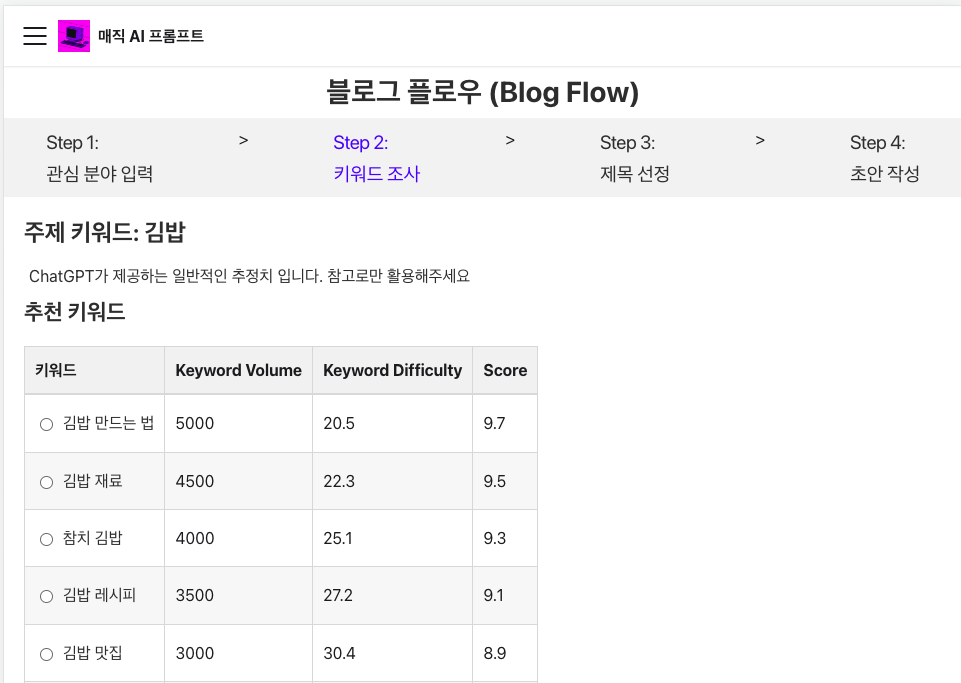 매직 AI 프롬프트
블로그 플로우 (Blog Flow)
Step 1: > Step 2: > Step 3: > Step 4:
관심 분야 입력 키워드 조사 제목 선정 초안 작성
주제 키워드: 김밥
ChatGPT가 제공하는 일반적인 추정치 입니다. 참고로만 활용해주세요
추천 키워드
키워드 Keyword Volume Keyword Difficulty Score
김밥 만드는 법 5000 20.5 9.7
김밥 재료 4500 22.3 9.5
참치 김밥 4000 25.1 9.3
김밥 레시피 3500 27.2 9.1
김밥 맛집 3000 30.4 8.9